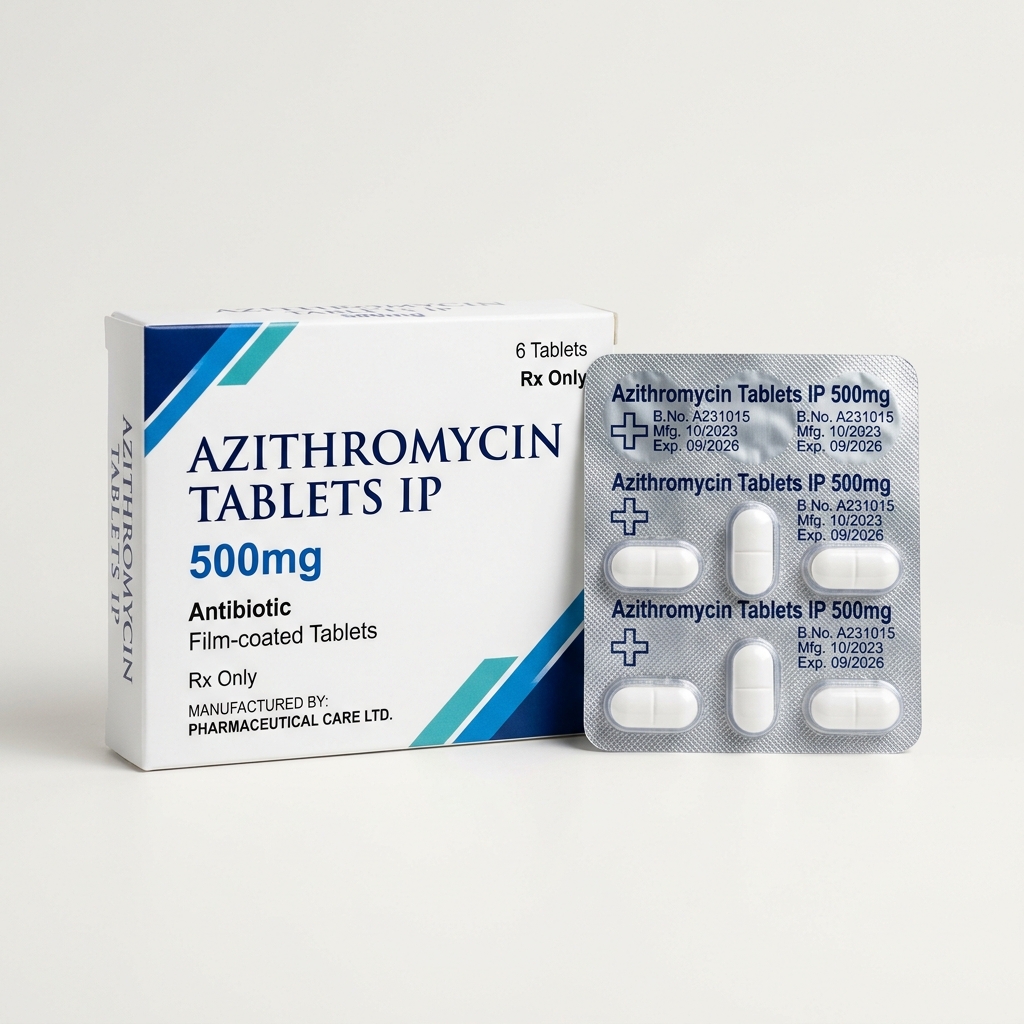 AZITHROMYCIN
TABLETS IP
6 Tablets
Rx Only
AZITHROMYCIN
TABLETS IP
500mg
Antibiotic
Film-coated Tablets
Rx Only
MANUFACTURED BY:
PHARMACEUTICAL CARE LTD.
AZITHROMYCIN
TABLETS IP
Azithromycin Tablets IP 500mg
B.No. A231015
Mfg. 10/2023
Exp. 09/2026
B.No. A231015
Mfg. 10/2023
Exp. 09/2026
Azithromycin Tablets IP 500mg
B.No. A231015
Mfg. 10/2023
Exp. 09/2026
Azithromycin Tablets IP 500mg
B.No. A231015
Mfg. 10/2023
Exp. 09/2026